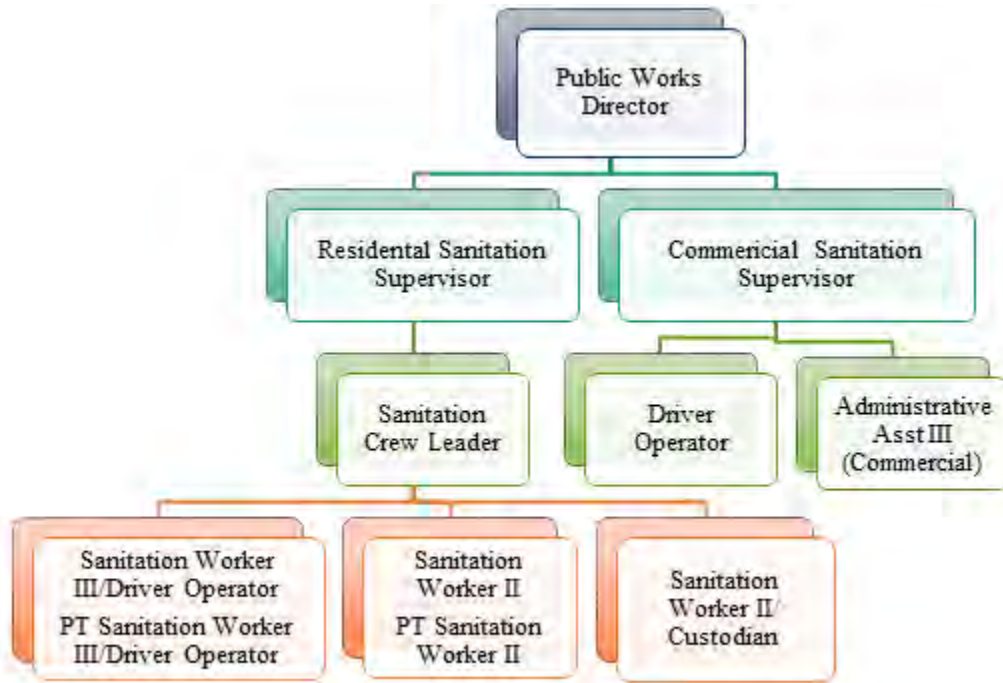 Public Works
Director
Residental Sanitation
Supervisor
Commericial Sanitation
Supervisor
Sanitation
Crew Leader
Driver
Operator
Administrative
Asst III
(Commercial)
Sanitation Worker
III/Driver Operator
PT Sanitation Worker
III/Driver Operator
Sanitation
Worker II
PT Sanitation
Worker II
Sanitation
Worker II/
Custodian